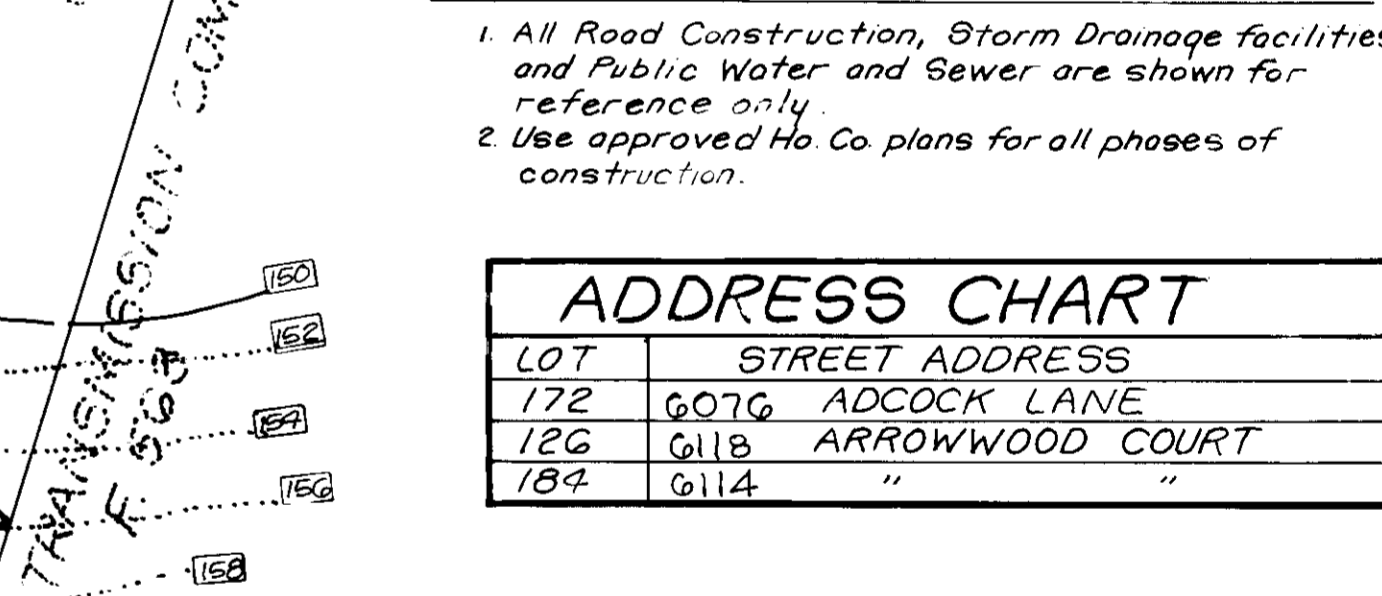 1. All Road Construction, Storm Drainage facilities
and Public Water and Sewer are shown for
reference only.
2. Use approved Ho. Co. plans for all phases of
construction.
TRANSMISSION COM
F 568
150
152
154
156
158
ADDRESS CHART
LOT STREET ADDRESS
172 6076 ADCOCK LANE
126 6118 ARROWWOOD COURT
184 6114 " "